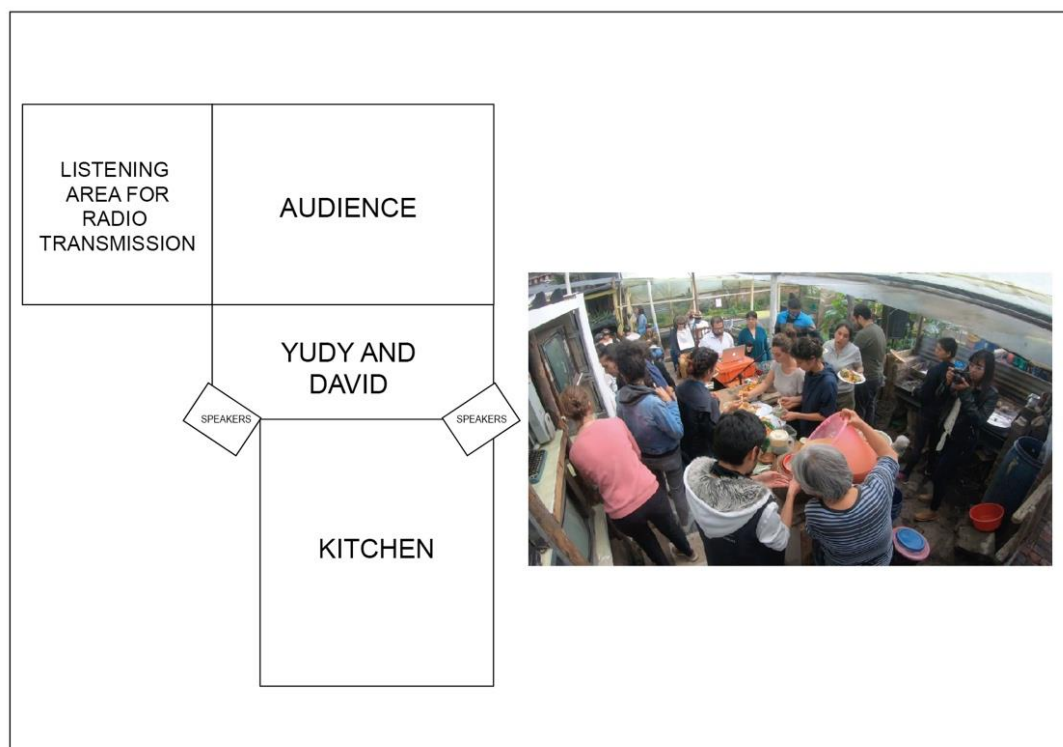 LISTENING
AREA FOR
RADIO
TRANSMISSION
AUDIENCE
YUDY AND
DAVID
SPEAKERS
SPEAKERS
KITCHEN